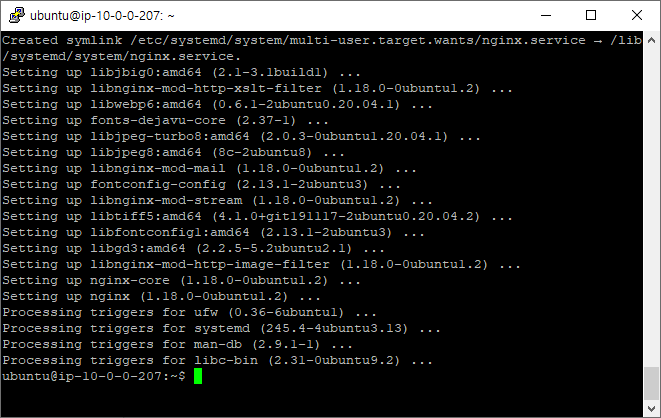 ubuntu@ip-10-0-0-207: ~
Created symlink /etc/systemd/system/multi-user.target.wants/nginx.service → /lib
/systemd/system/nginx.service.
Setting up libjbig0:amd64 (2.1-3.1build1) ...
Setting up libnginx-mod-http-xslt-filter (1.18.0-0ubuntu1.2) ...
Setting up libwebp6:amd64 (0.6.1-2ubuntu0.20.04.1) ...
Setting up fonts-dejavu-core (2.37-1) ...
Setting up libjpeg-turbo8:amd64 (2.0.3-0ubuntu1.20.04.1) ...
Setting up libjpeg8:amd64 (8c-2ubuntu8) ...
Setting up libnginx-mod-mail (1.18.0-0ubuntu1.2) ...
Setting up fontconfig-config (2.13.1-2ubuntu3) ...
Setting up libnginx-mod-stream (1.18.0-0ubuntu1.2) ...
Setting up libtiff5:amd64 (4.1.0+git191117-2ubuntu0.20.04.2) ...
Setting up libfontconfig1:amd64 (2.13.1-2ubuntu3) ...
Setting up libgd3:amd64 (2.2.5-5.2ubuntu2.1) ...
Setting up libnginx-mod-http-image-filter (1.18.0-0ubuntu1.2) ...
Setting up nginx-core (1.18.0-0ubuntu1.2) ...
Setting up nginx (1.18.0-0ubuntu1.2) ...
Processing triggers for ufw (0.36-6ubuntu1) ...
Processing triggers for systemd (245.4-4ubuntu3.13) ...
Processing triggers for man-db (2.9.1-1) ...
Processing triggers for libc-bin (2.31-0ubuntu9.2) ...
ubuntu@ip-10-0-0-207:~$